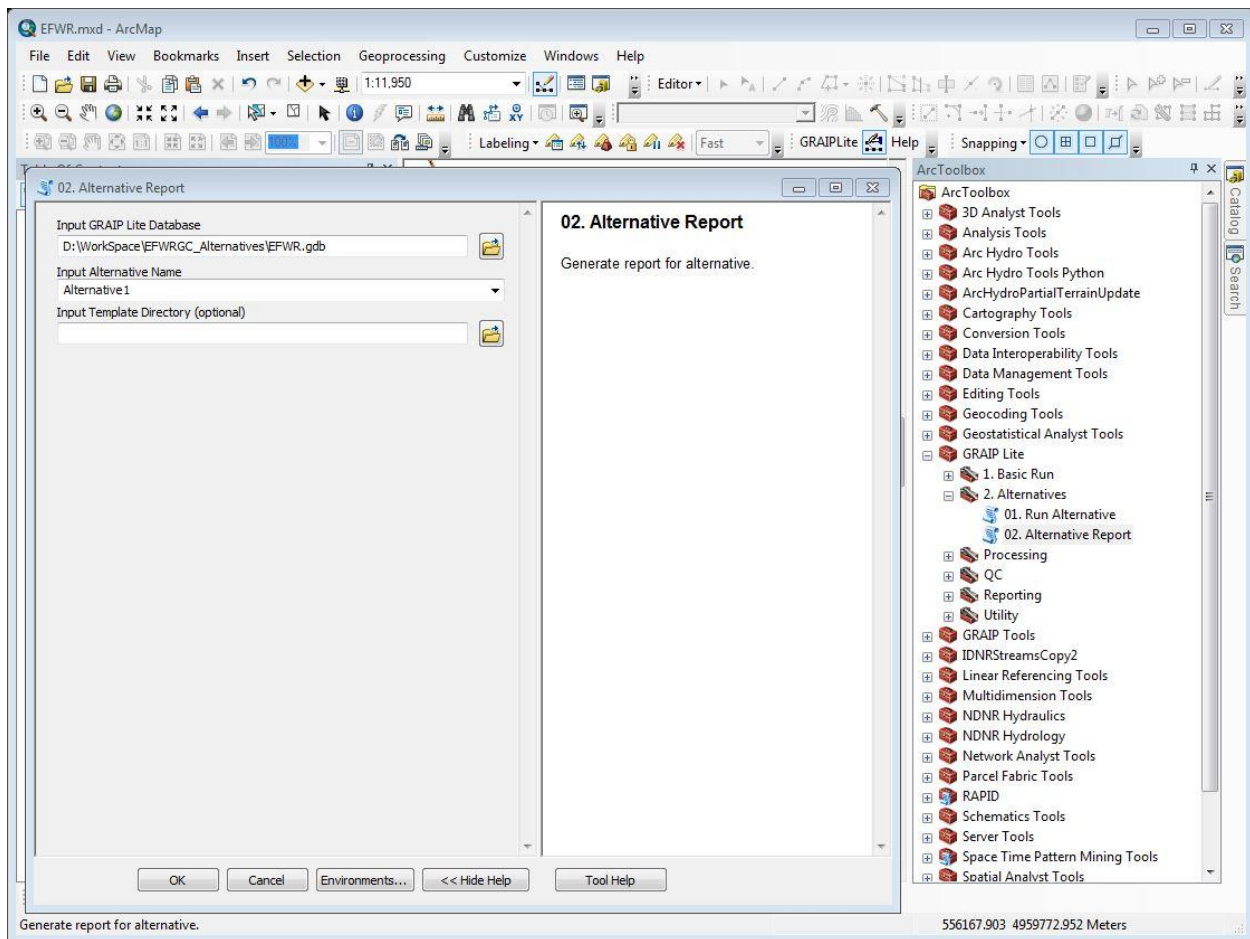 EFWR.mxd - ArcMap
File Edit View Bookmarks Insert Selection Geoprocessing Customize Windows Help
1:11,950
Editor
100%
Labeling
Fast
GRAIPLite
Help
Snapping
02. Alternative Report
Input GRAIP Lite Database
D:\WorkSpace\EFWRGC_Alternatives\EFWR.gdb
Input Alternative Name
Alternative1
Input Template Directory (optional)
02. Alternative Report
Generate report for alternative.
OK Cancel Environments... << Hide Help Tool Help
ArcToolbox
ArcToolbox
3D Analyst Tools
Analysis Tools
Arc Hydro Tools
Arc Hydro Tools Python
ArcHydroPartialTerrainUpdate
Cartography Tools
Conversion Tools
Data Interoperability Tools
Data Management Tools
Editing Tools
Geocoding Tools
Geostatistical Analyst Tools
GRAIP Lite
1. Basic Run
2. Alternatives
01. Run Alternative
02. Alternative Report
Processing
QC
Reporting
Utility
GRAIP Tools
IDNRStreamsCopy2
Linear Referencing Tools
Multidimension Tools
NDNR Hydraulics
NDNR Hydrology
Network Analyst Tools
Parcel Fabric Tools
RAPID
Schematics Tools
Server Tools
Space Time Pattern Mining Tools
Spatial Analyst Tools
Catalog
Search
Generate report for alternative.
556167.903 4959772.952 Meters